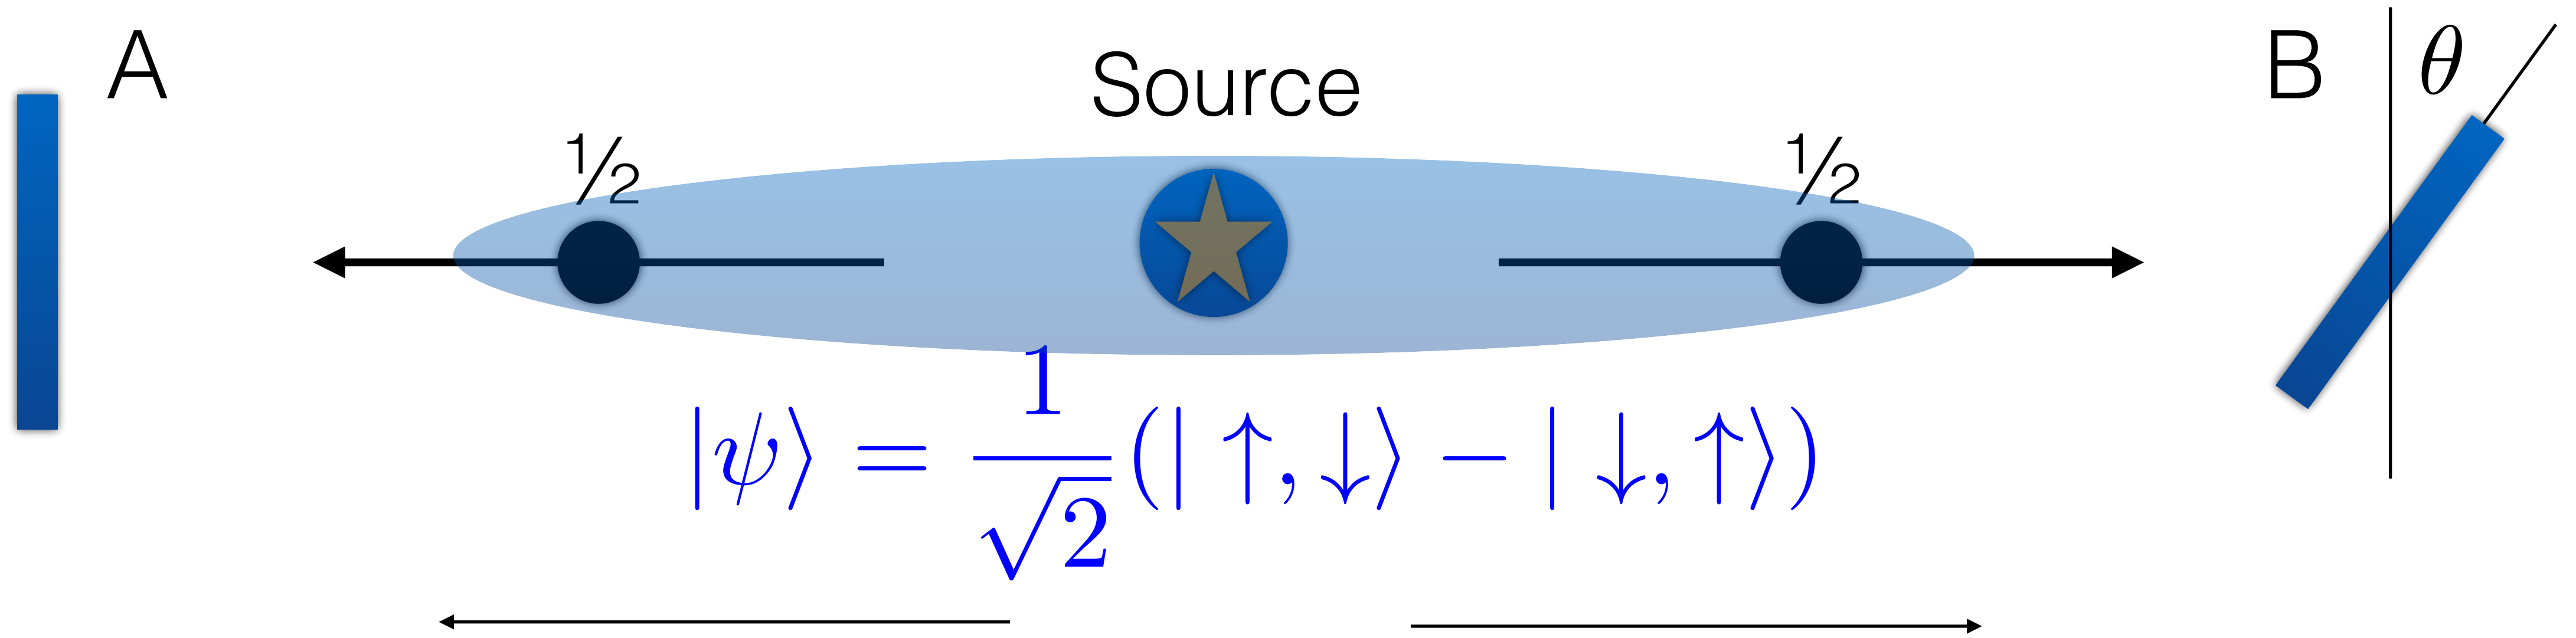 A Source B θ
½ ½
|ψ⟩ = 1/√2 (| ↑, ↓⟩ − | ↓, ↑⟩)